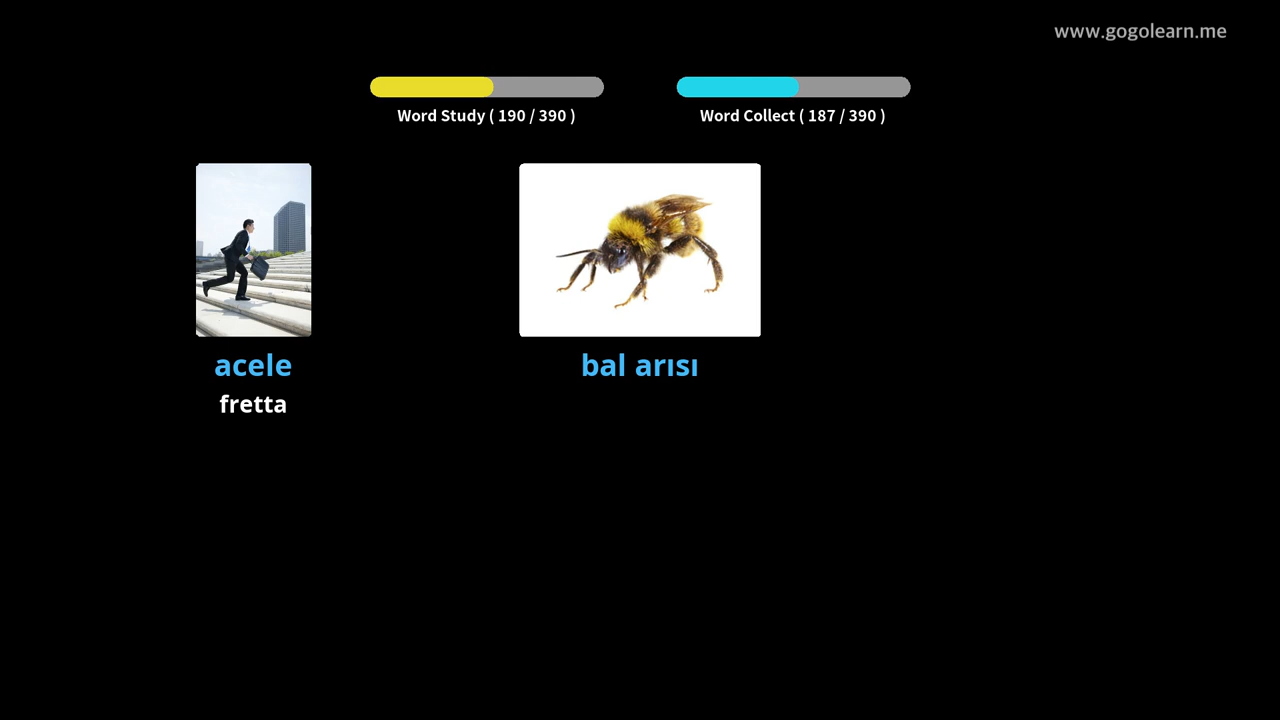 www.gogolearn.me
Word Study ( 190 / 390 )
Word Collect ( 187 / 390 )
acele
fretta
bal arısı